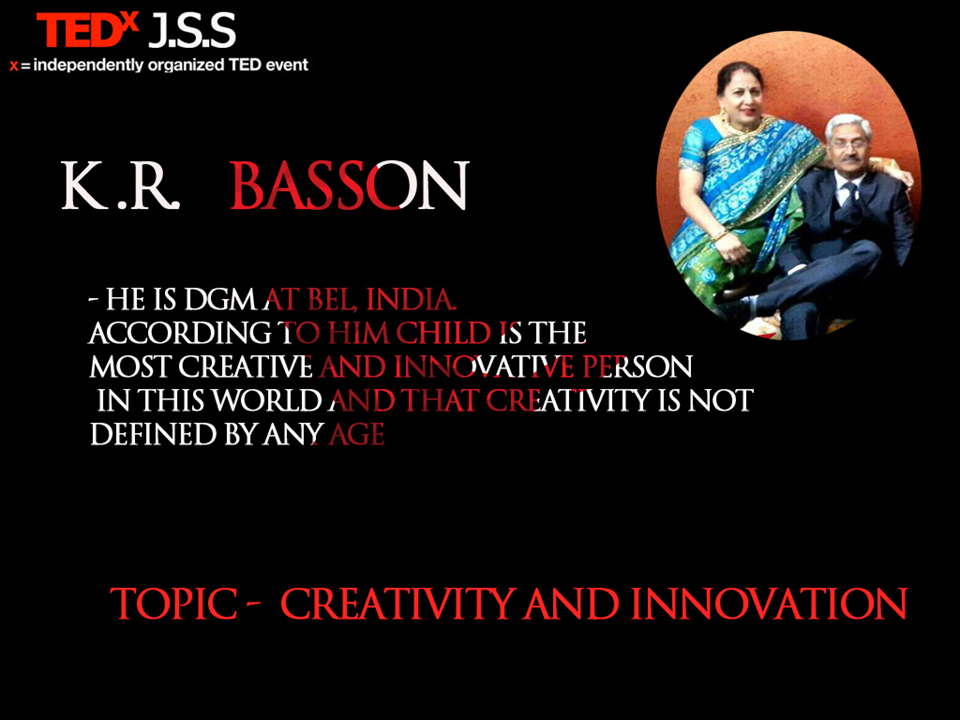 TEDx J.S.S
x = independently organized TED event
K.R. BASSON
- HE IS DGM AT BEL, INDIA.
ACCORDING TO HIM CHILD IS THE
MOST CREATIVE AND INNOVATIVE PERSON
IN THIS WORLD AND THAT CREATIVITY IS NOT
DEFINED BY ANY AGE
TOPIC - CREATIVITY AND INNOVATION